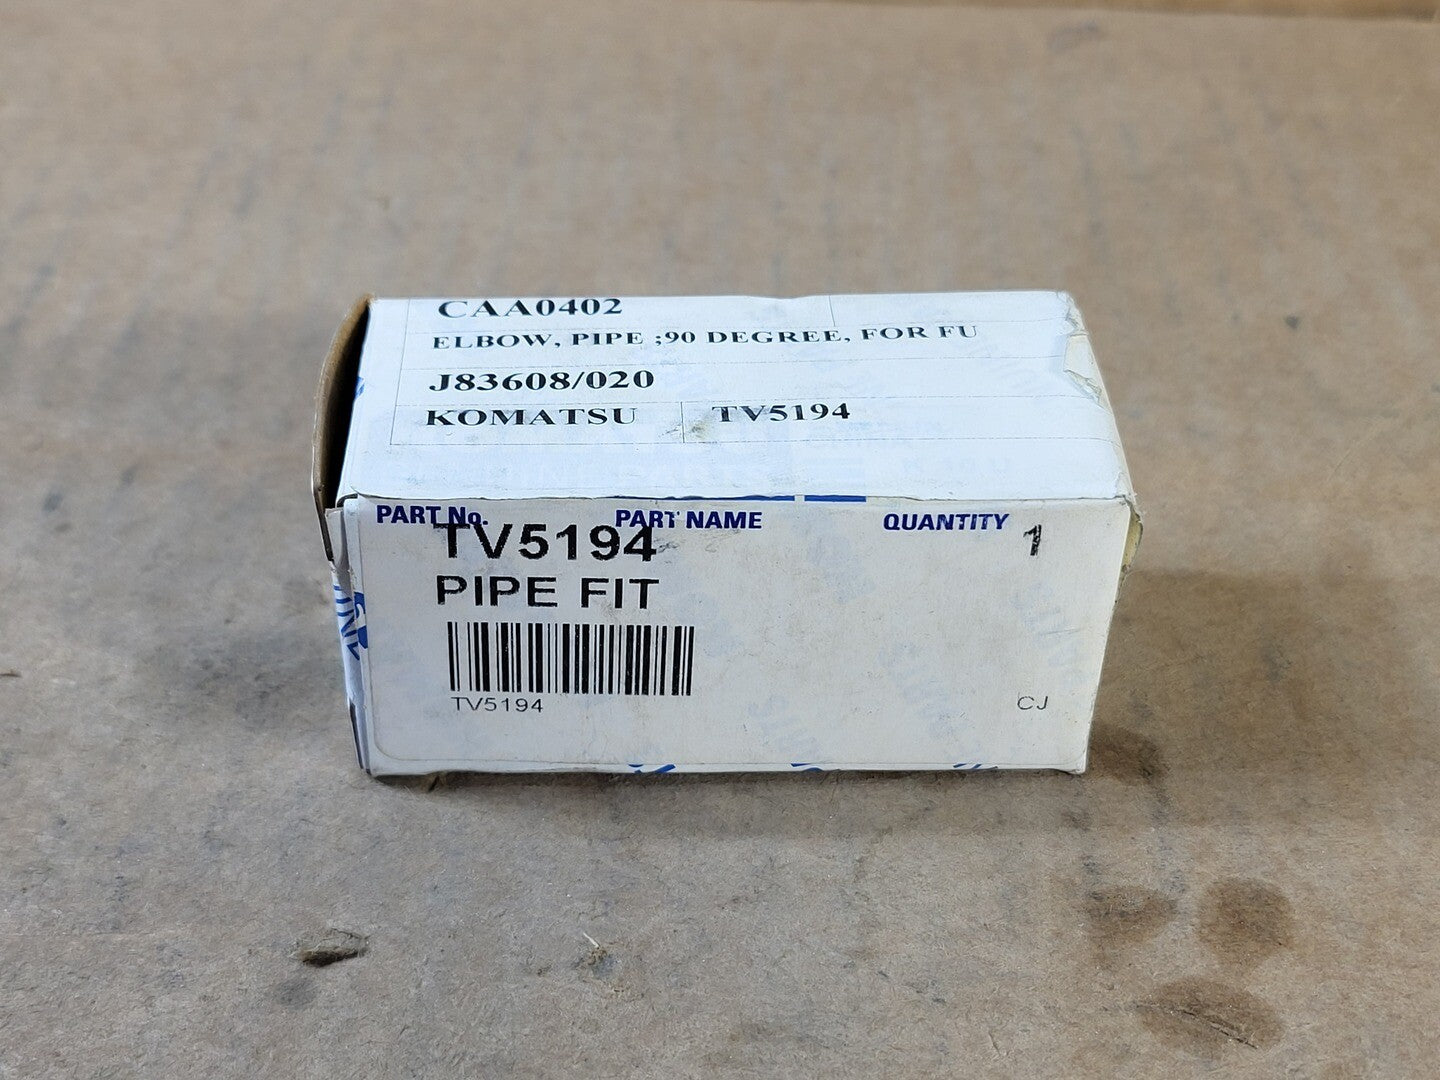 CAA0402
ELBOW, PIPE ;90 DEGREE, FOR FU
J83608/020
KOMATSU TV5194
PART No. PART NAME QUANTITY
TV5194 1
PIPE FIT
TV5194 CJ